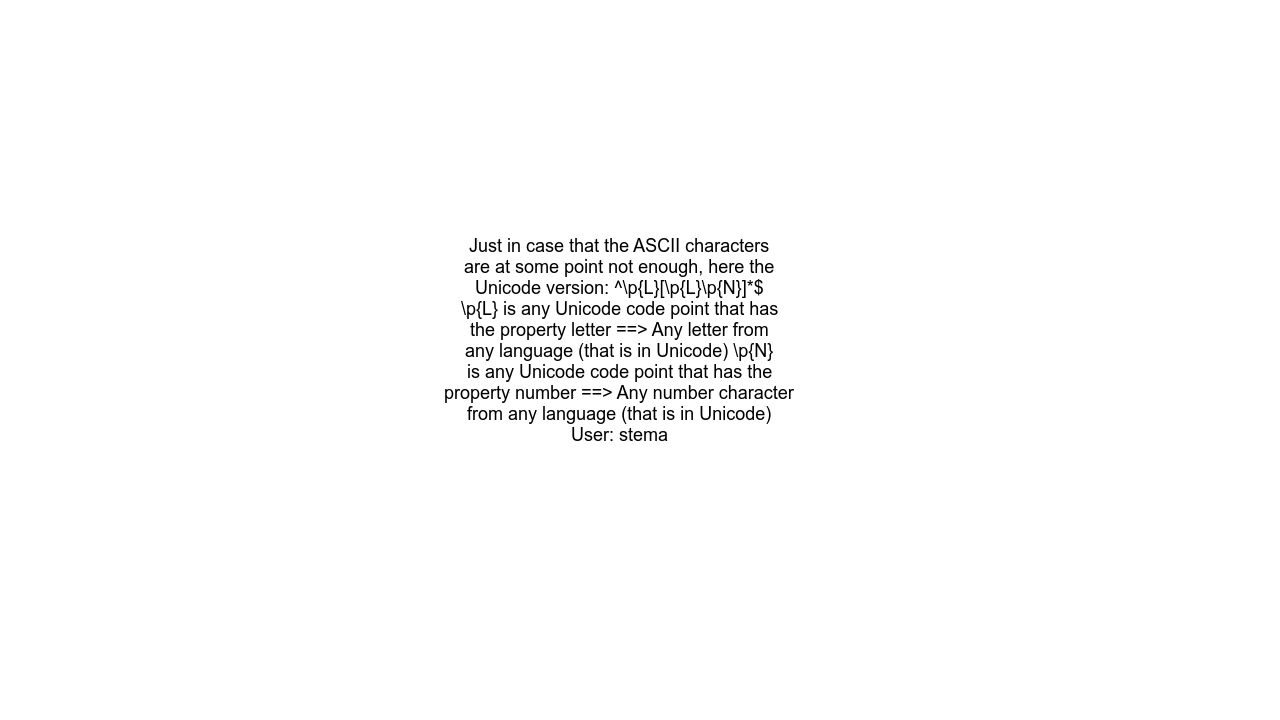 Just in case that the ASCII characters
are at some point not enough, here the
Unicode version: ^\p{L}[\p{L}\p{N}]*$
\p{L} is any Unicode code point that has
the property letter ==> Any letter from
any language (that is in Unicode) \p{N}
is any Unicode code point that has the
property number ==> Any number character
from any language (that is in Unicode)
User: stema